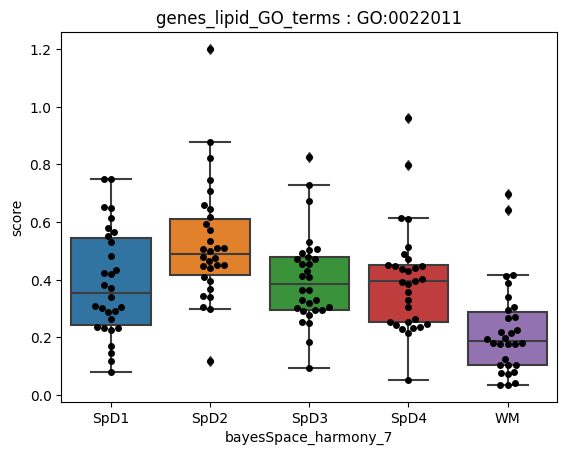 genes_lipid_GO_terms : GO:0022011
1.2
1.0
0.8
0.6
0.4
0.2
0.0
score
SpD1 SpD2 SpD3 SpD4 WM
bayesSpace_harmony_7